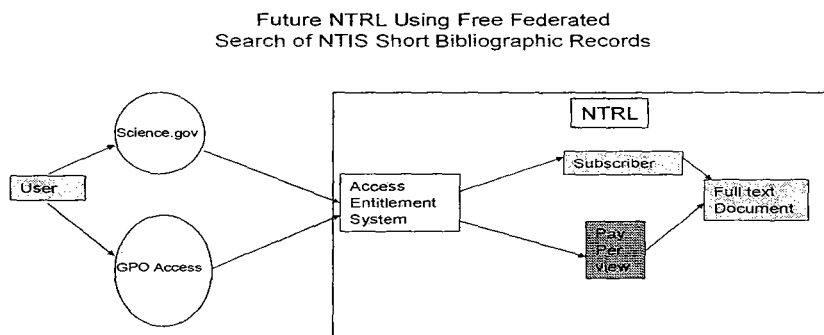 Future NTRL Using Free Federated
Search of NTIS Short Bibliographic Records
NTRL
Science.gov
User
Access
Entitlement
System
Subscriber
Full text
Document
GPO Access
Pay
Per
view